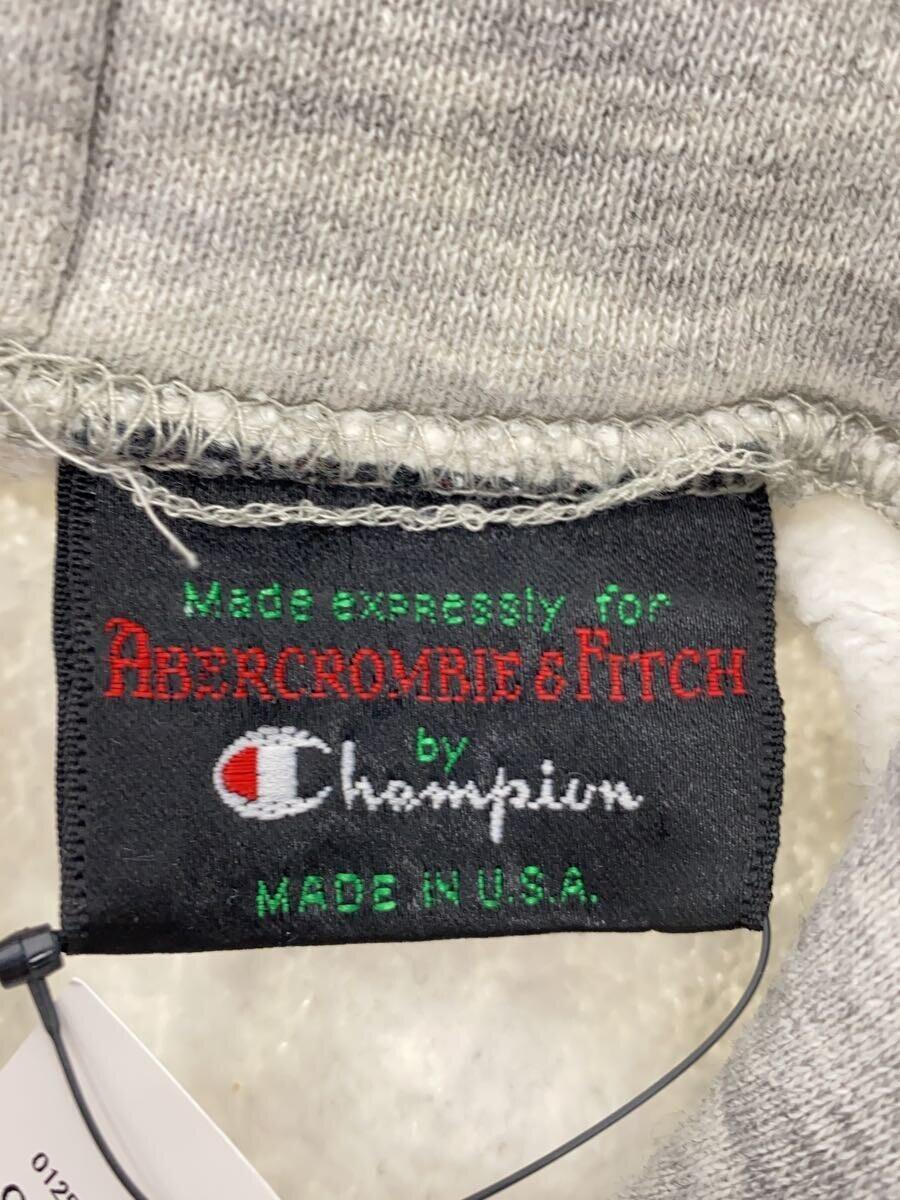 Made expressly for
ABERCROMBIE & FITCH
by
Champion
MADE IN U.S.A.